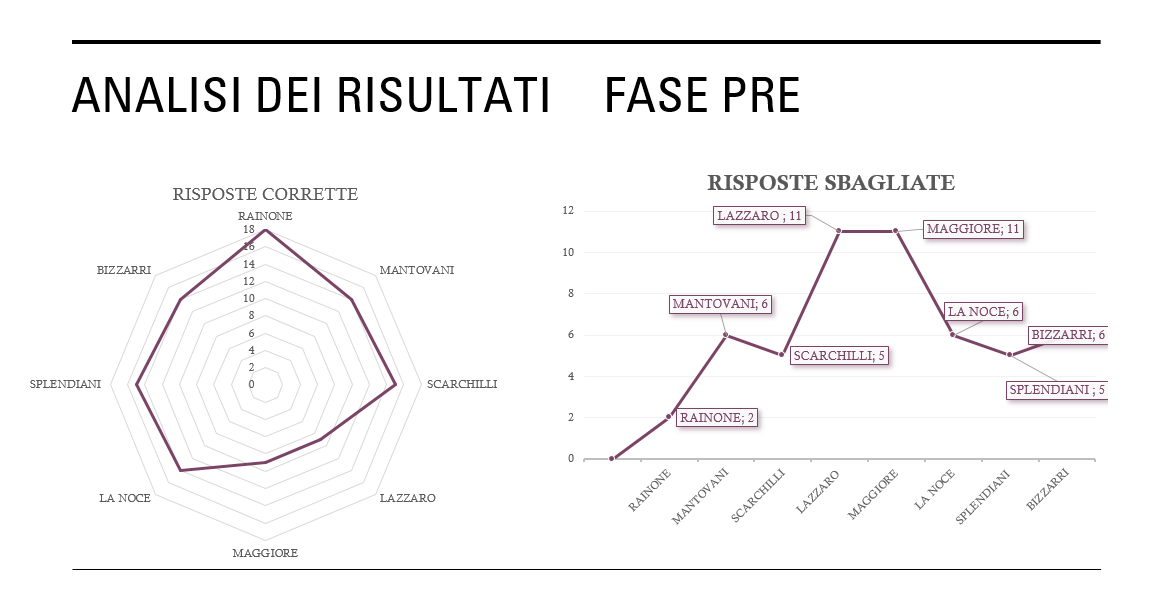 ANALISI DEI RISULTATI FASE PRE
RISPOSTE CORRETTE
RAINONE
MANTOVANI
SCARCHILLI
LAZZARO
MAGGIORE
LA NOCE
SPLENDIANI
BIZZARRI
18
16
14
12
10
8
6
4
2
0
RISPOSTE SBAGLIATE
12
10
8
6
4
2
0
RAINONE; 2
MANTOVANI; 6
SCARCHILLI; 5
LAZZARO ; 11
MAGGIORE; 11
LA NOCE; 6
SPLENDIANI ; 5
BIZZARRI; 6
RAINONE
MANTOVANI
SCARCHILLI
LAZZARO
MAGGIORE
LA NOCE
SPLENDIANI
BIZZARRI